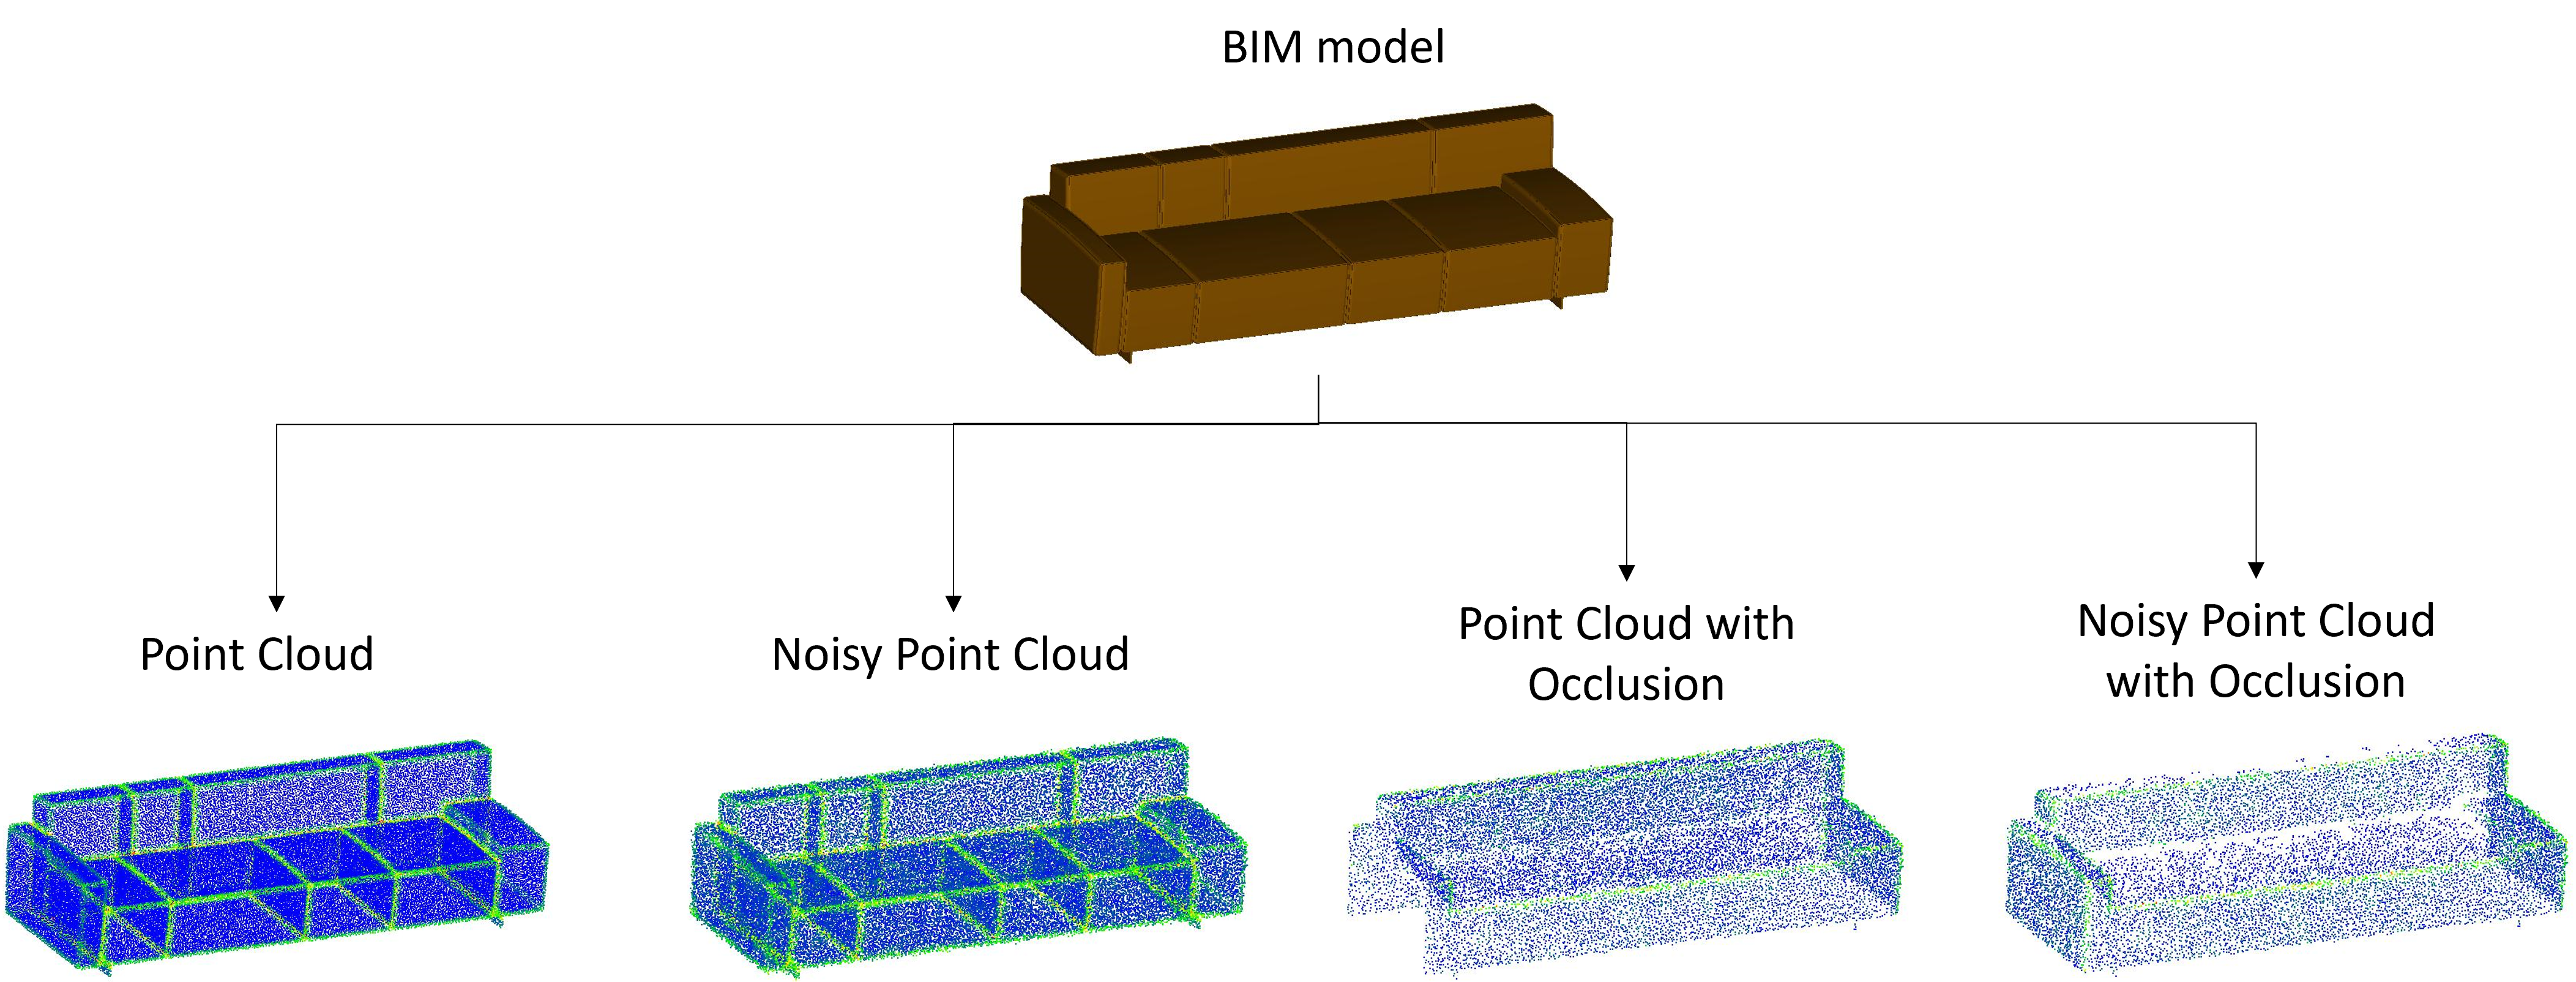 BIM model
Point Cloud
Noisy Point Cloud
Point Cloud with
Occlusion
Noisy Point Cloud
with Occlusion